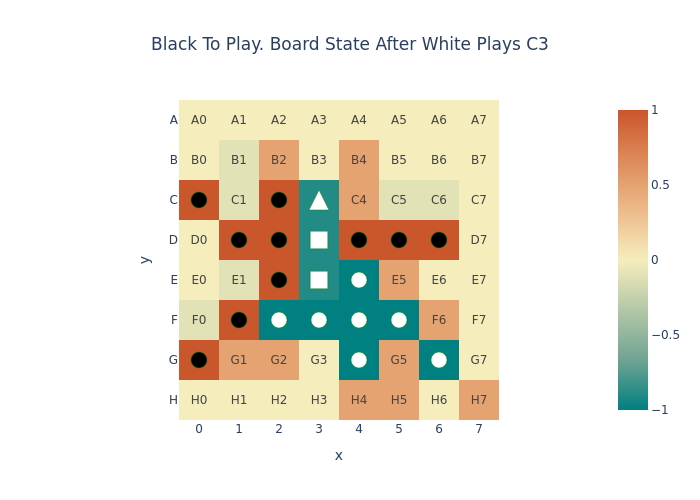 Black To Play. Board State After White Plays C3
A A0 A1 A2 A3 A4 A5 A6 A7
B B0 B1 B2 B3 B4 B5 B6 B7
C C1 C4 C5 C6 C7
D D0 D7
E E0 E1 E5 E6 E7
F F0 F6 F7
G G1 G2 G3 G5 G7
H H0 H1 H2 H3 H4 H5 H6 H7
0 1 2 3 4 5 6 7
x
y
1
0.5
0
−0.5
−1